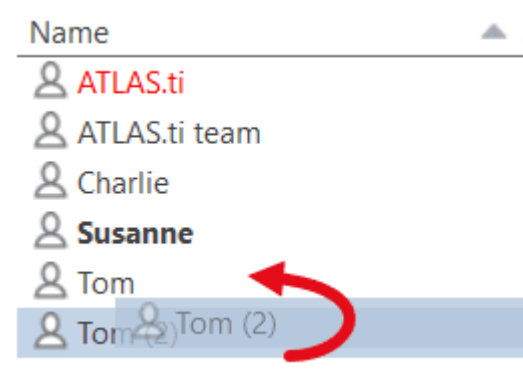 Name
ATLAS.ti
ATLAS.ti team
Charlie
Susanne
Tom
Tom (2)
Tom (2)